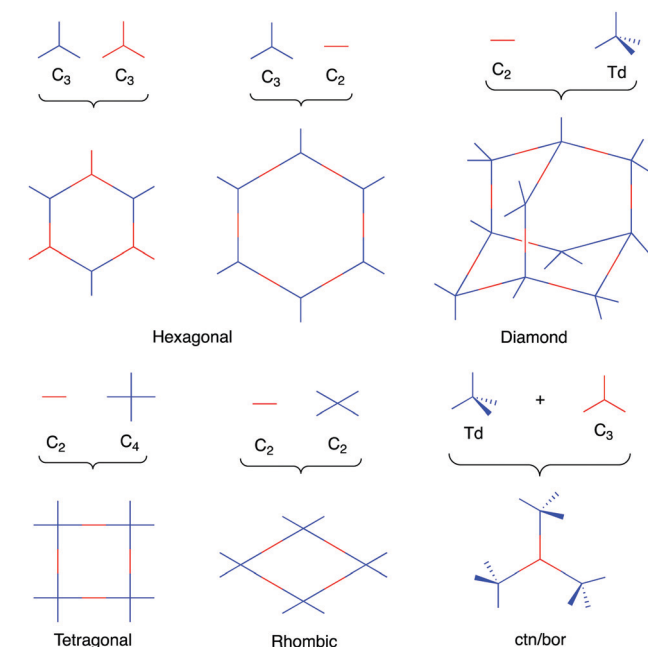 C₃ C₃
C₃ C₂
C₂ Td
Hexagonal
Diamond
C₂ C₄
C₂ C₂
Td + C₃
Tetragonal
Rhombic
ctn/bor